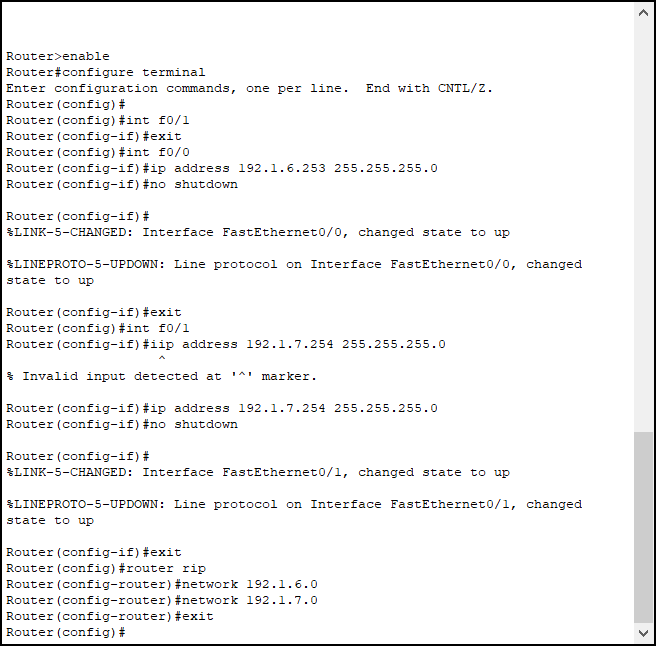 Router>enable
Router#configure terminal
Enter configuration commands, one per line.  End with CNTL/Z.
Router(config)#
Router(config)#int f0/1
Router(config-if)#exit
Router(config)#int f0/0
Router(config-if)#ip address 192.1.6.253 255.255.255.0
Router(config-if)#no shutdown
Router(config-if)#
%LINK-5-CHANGED: Interface FastEthernet0/0, changed state to up
%LINEPROTO-5-UPDOWN: Line protocol on Interface FastEthernet0/0, changed
state to up
Router(config-if)#exit
Router(config)#int f0/1
Router(config-if)#iip address 192.1.7.254 255.255.255.0
^
% Invalid input detected at '^' marker.
Router(config-if)#ip address 192.1.7.254 255.255.255.0
Router(config-if)#no shutdown
Router(config-if)#
%LINK-5-CHANGED: Interface FastEthernet0/1, changed state to up
%LINEPROTO-5-UPDOWN: Line protocol on Interface FastEthernet0/1, changed
state to up
Router(config-if)#exit
Router(config)#router rip
Router(config-router)#network 192.1.6.0
Router(config-router)#network 192.1.7.0
Router(config-router)#exit
Router(config)#